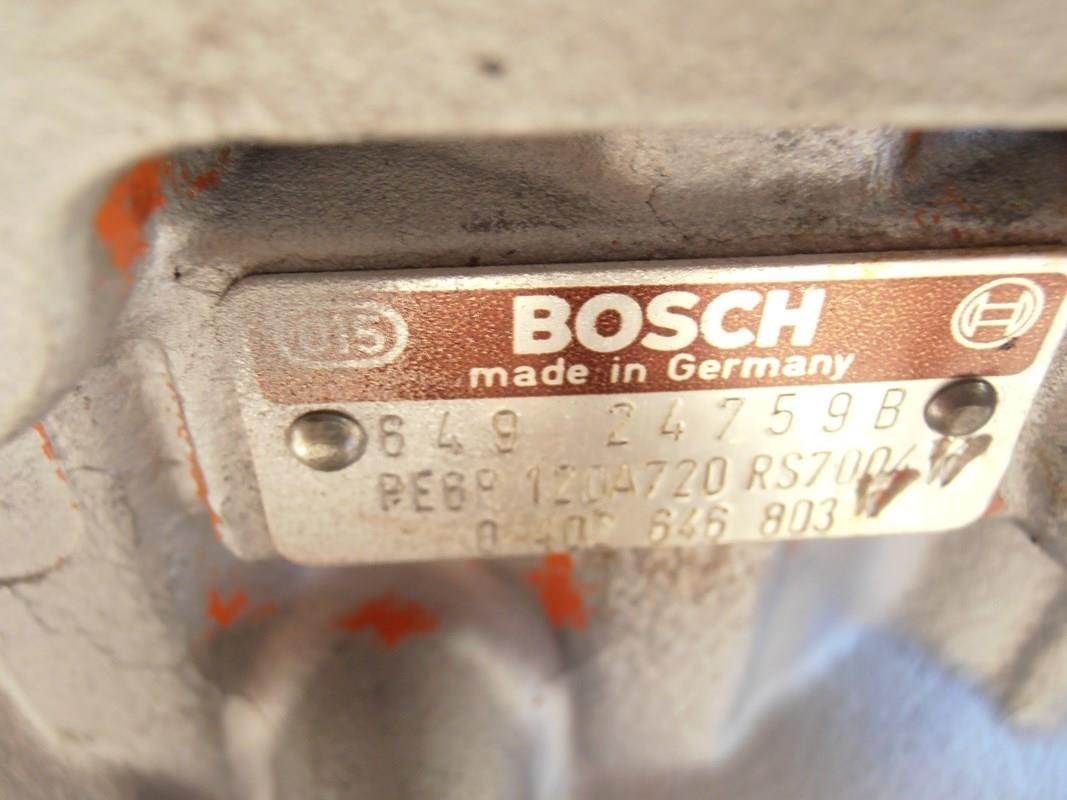 BOSCH
made in Germany
649 24759B
PE6P 120A720 RS7004
0 402 646 803